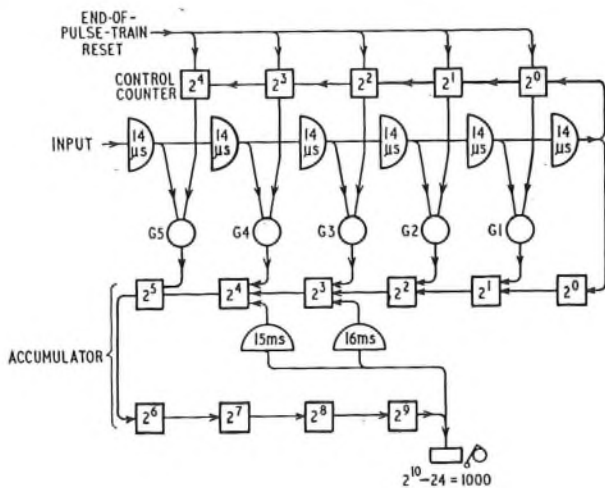 END-OF-
PULSE-TRAIN
RESET
CONTROL
COUNTER
2⁴
2³
2²
2¹
2⁰
INPUT
14 μs
14 μs
14 μs
14 μs
14 μs
14 μs
G5
G4
G3
G2
G1
2⁵
2⁴
2³
2²
2¹
2⁰
15ms
16ms
ACCUMULATOR
2⁶
2⁷
2⁸
2⁹
2¹⁰−24 = 1000